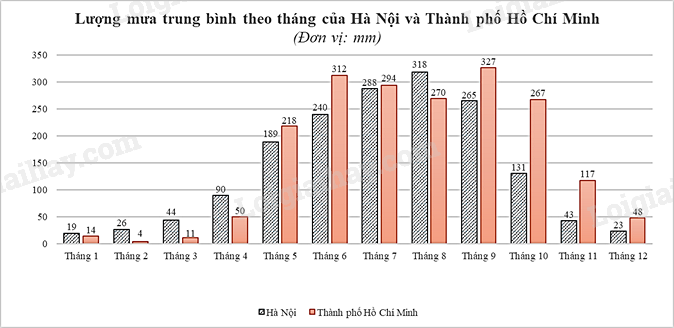 Lượng mưa trung bình theo tháng của Hà Nội và Thành phố Hồ Chí Minh
(Đơn vị: mm)
350
300
250
200
150
100
50
0
19 14 26 4 44 11 90 50 189 218 240 312 288 294 318 270 265 327 131 267 43 117 23 48
Tháng 1 Tháng 2 Tháng 3 Tháng 4 Tháng 5 Tháng 6 Tháng 7 Tháng 8 Tháng 9 Tháng 10 Tháng 11 Tháng 12
Hà Nội Thành phố Hồ Chí Minh
Loigiaihay.com